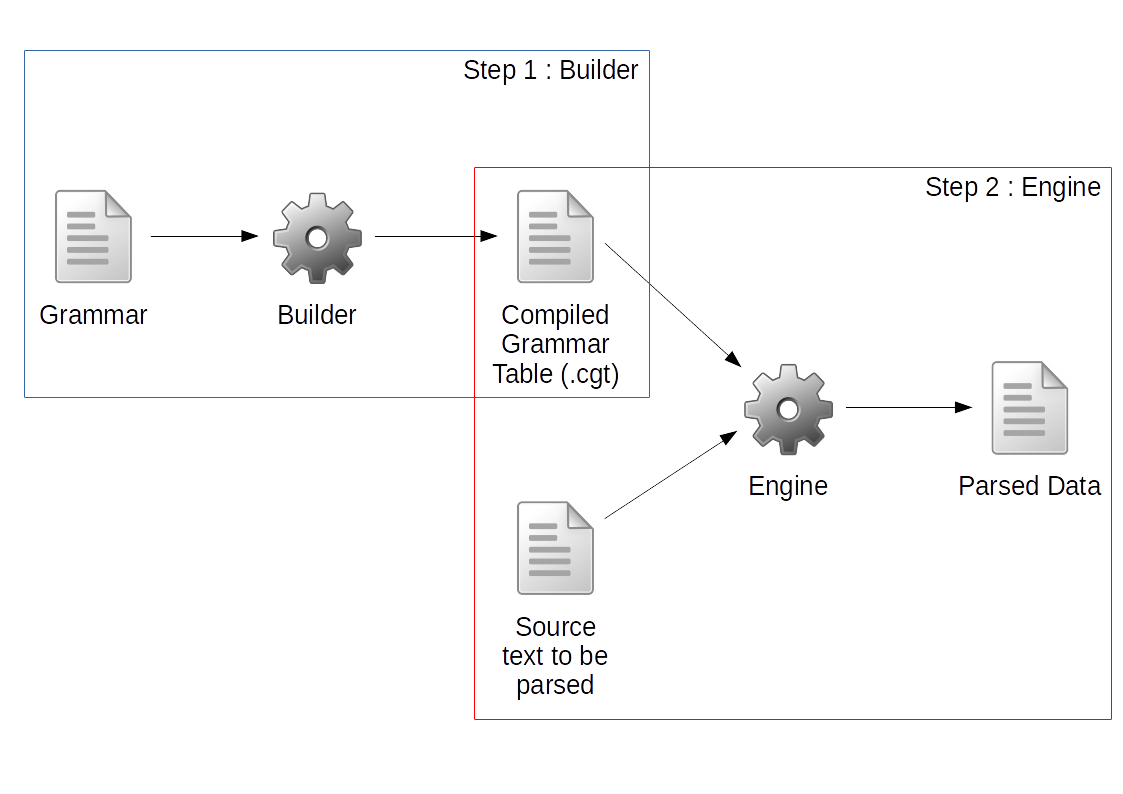 Step 1 : Builder
Step 2 : Engine
Grammar
Builder
Compiled
Grammar
Table (.cgt)
Engine
Parsed Data
Source
text to be
parsed